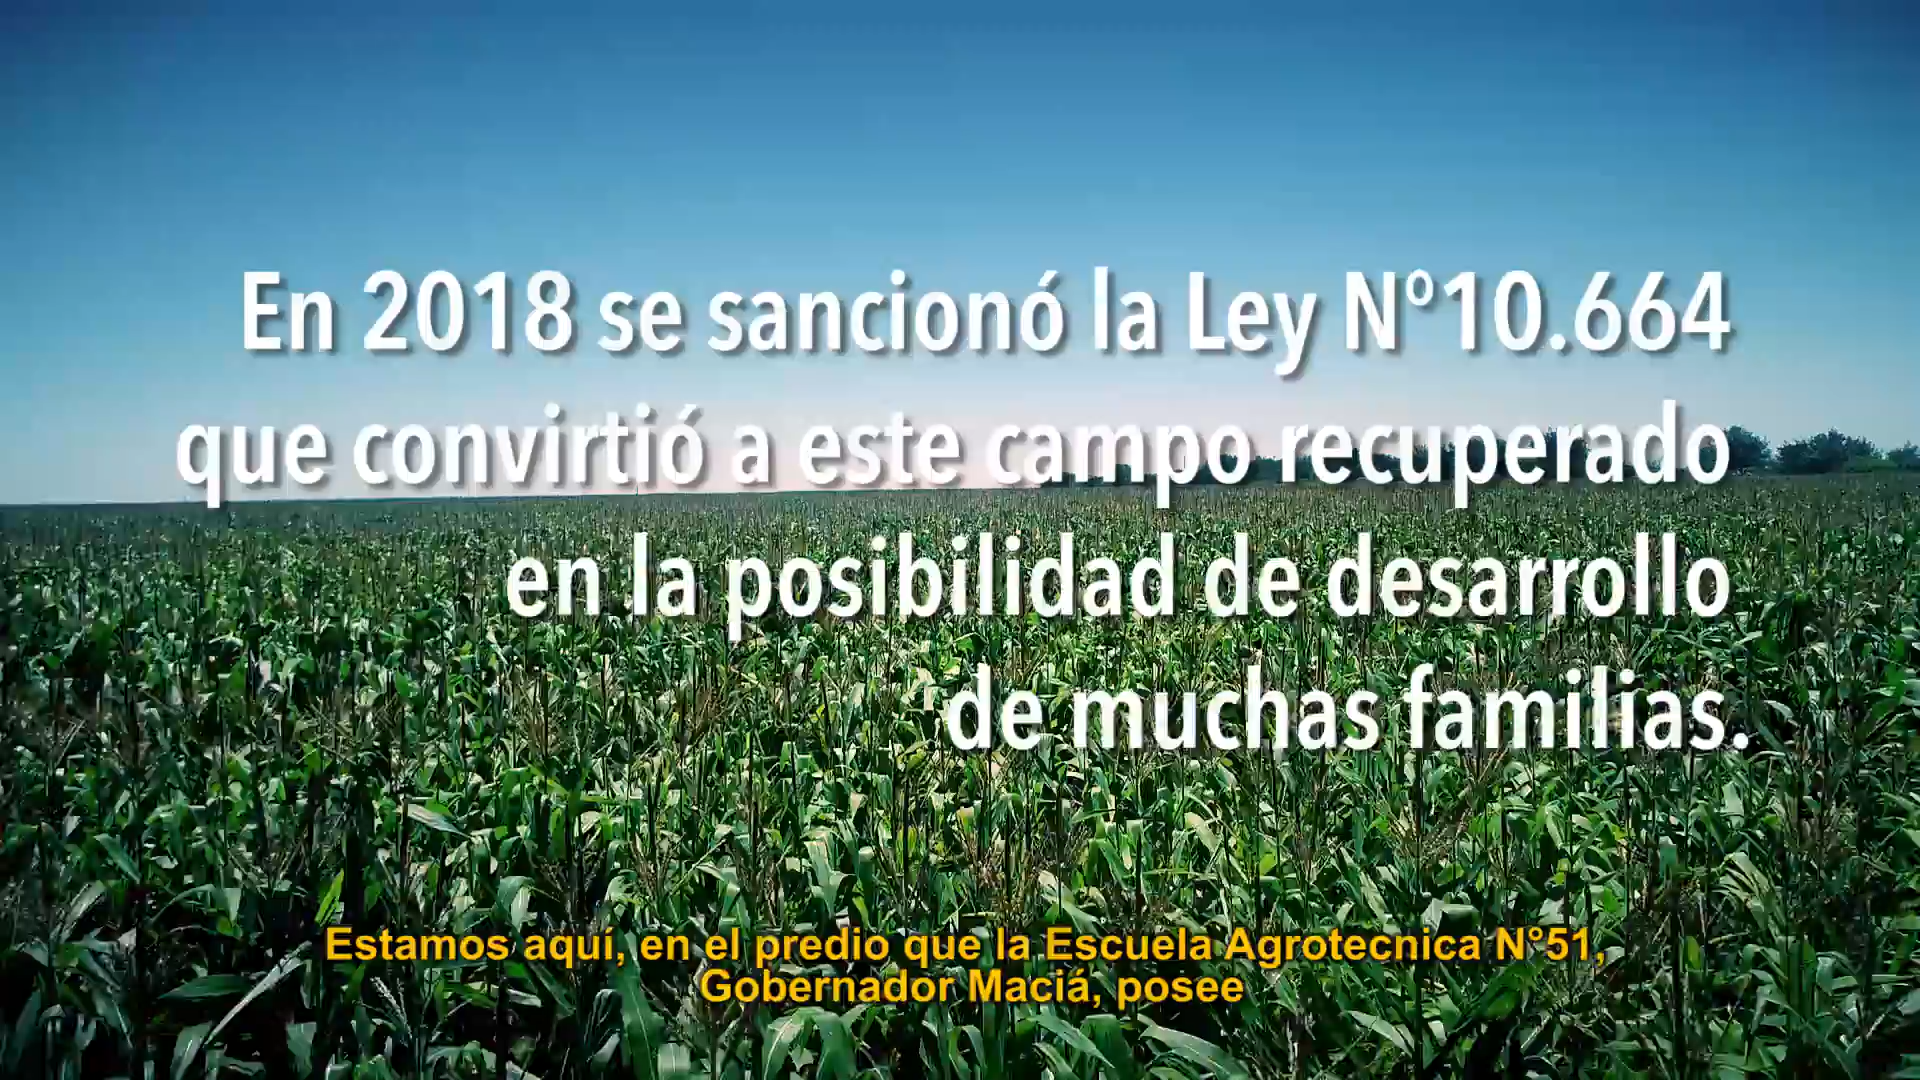 En 2018 se sancionó la Ley Nº10.664
que convirtió a este campo recuperado
en la posibilidad de desarrollo
de muchas familias.
Estamos aquí, en el predio que la Escuela Agrotecnica N°51,
Gobernador Maciá, posee